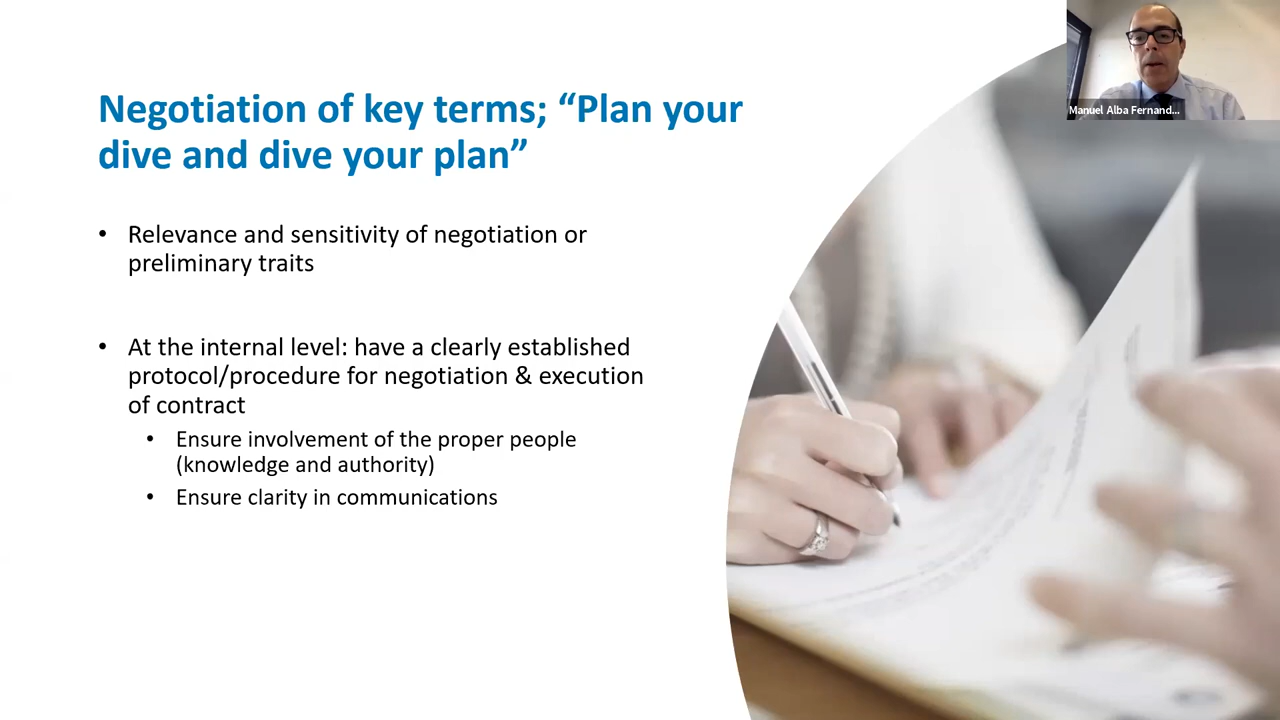 Negotiation of key terms; “Plan your
dive and dive your plan”
• Relevance and sensitivity of negotiation or
preliminary traits
• At the internal level: have a clearly established
protocol/procedure for negotiation & execution
of contract
• Ensure involvement of the proper people
(knowledge and authority)
• Ensure clarity in communications
Manuel Alba Fernand...